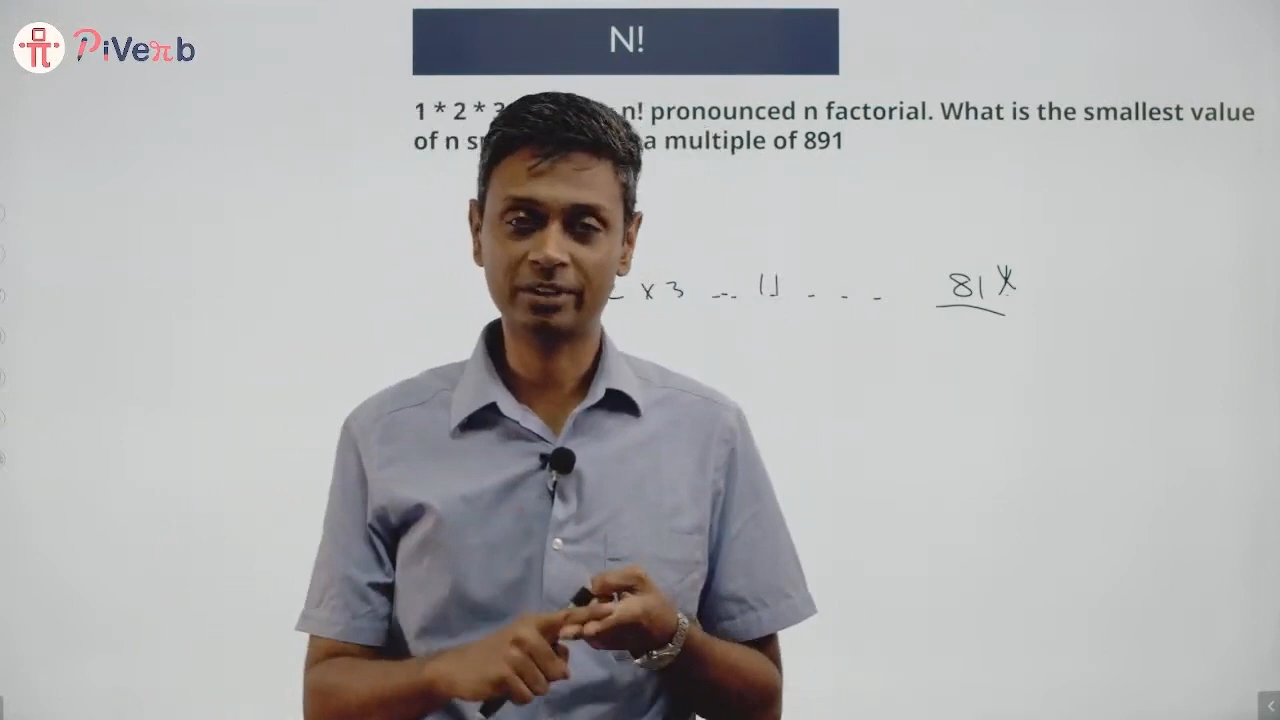 PiVerb
N!
1 * 2 * 3 n! pronounced n factorial. What is the smallest value
of n a multiple of 891
x 3 ... 11 . . . 81